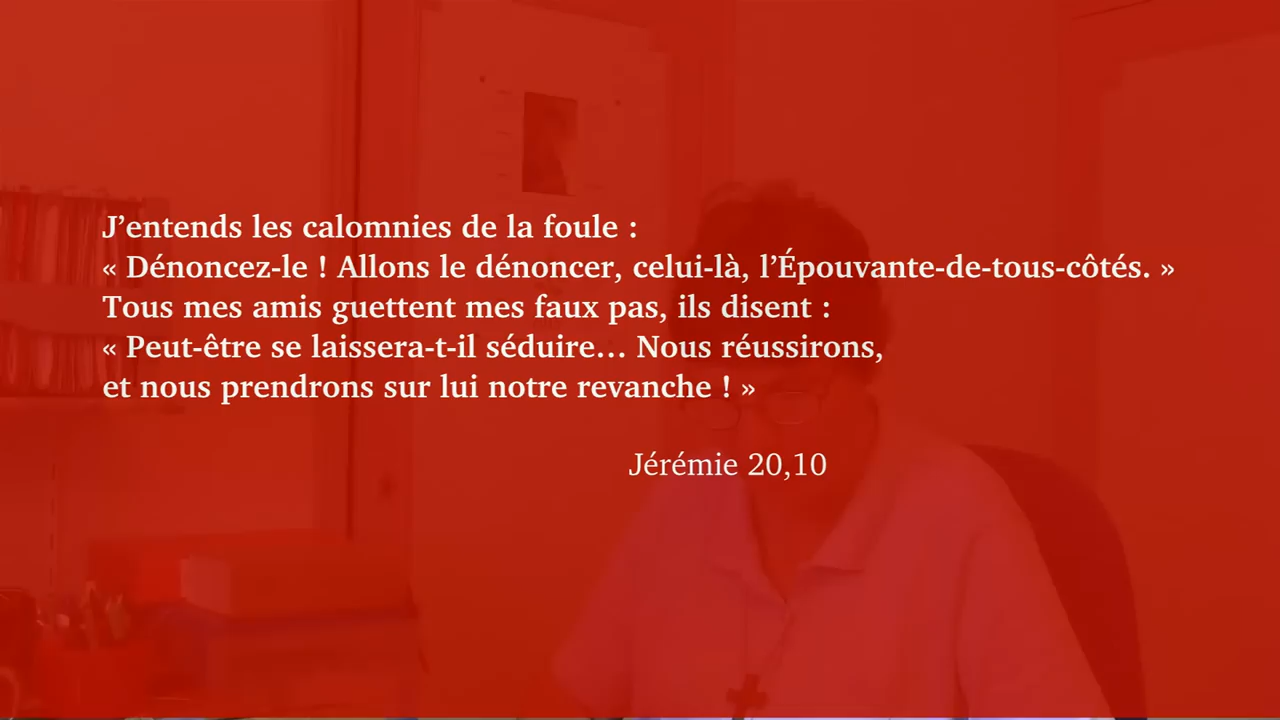 J’entends les calomnies de la foule :
« Dénoncez-le ! Allons le dénoncer, celui-là, l’Épouvante-de-tous-côtés. »
Tous mes amis guettent mes faux pas, ils disent :
« Peut-être se laissera-t-il séduire… Nous réussirons,
et nous prendrons sur lui notre revanche ! »
Jérémie 20,10